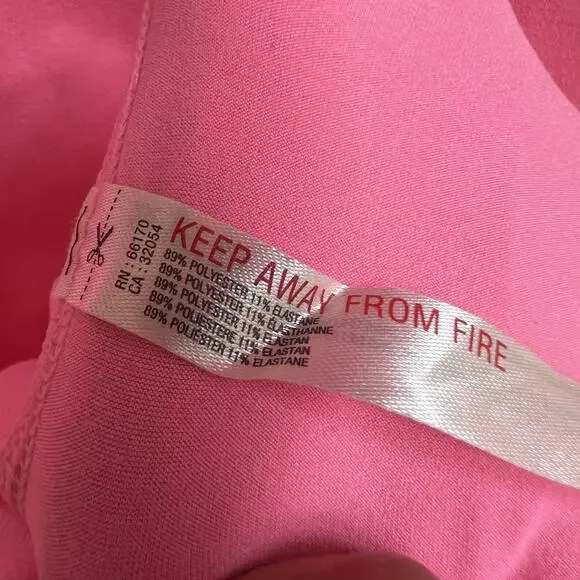 RN : 66170
CA : 32054
KEEP AWAY FROM FIRE
89% POLYESTER 11% ELASTANE
89% POLYESTER 11% ELASTHANNE
89% POLYESTER 11% ELASTAN
89% POLIESTERE 11% ELASTAN
89% POLIESTER 11% ELASTANE